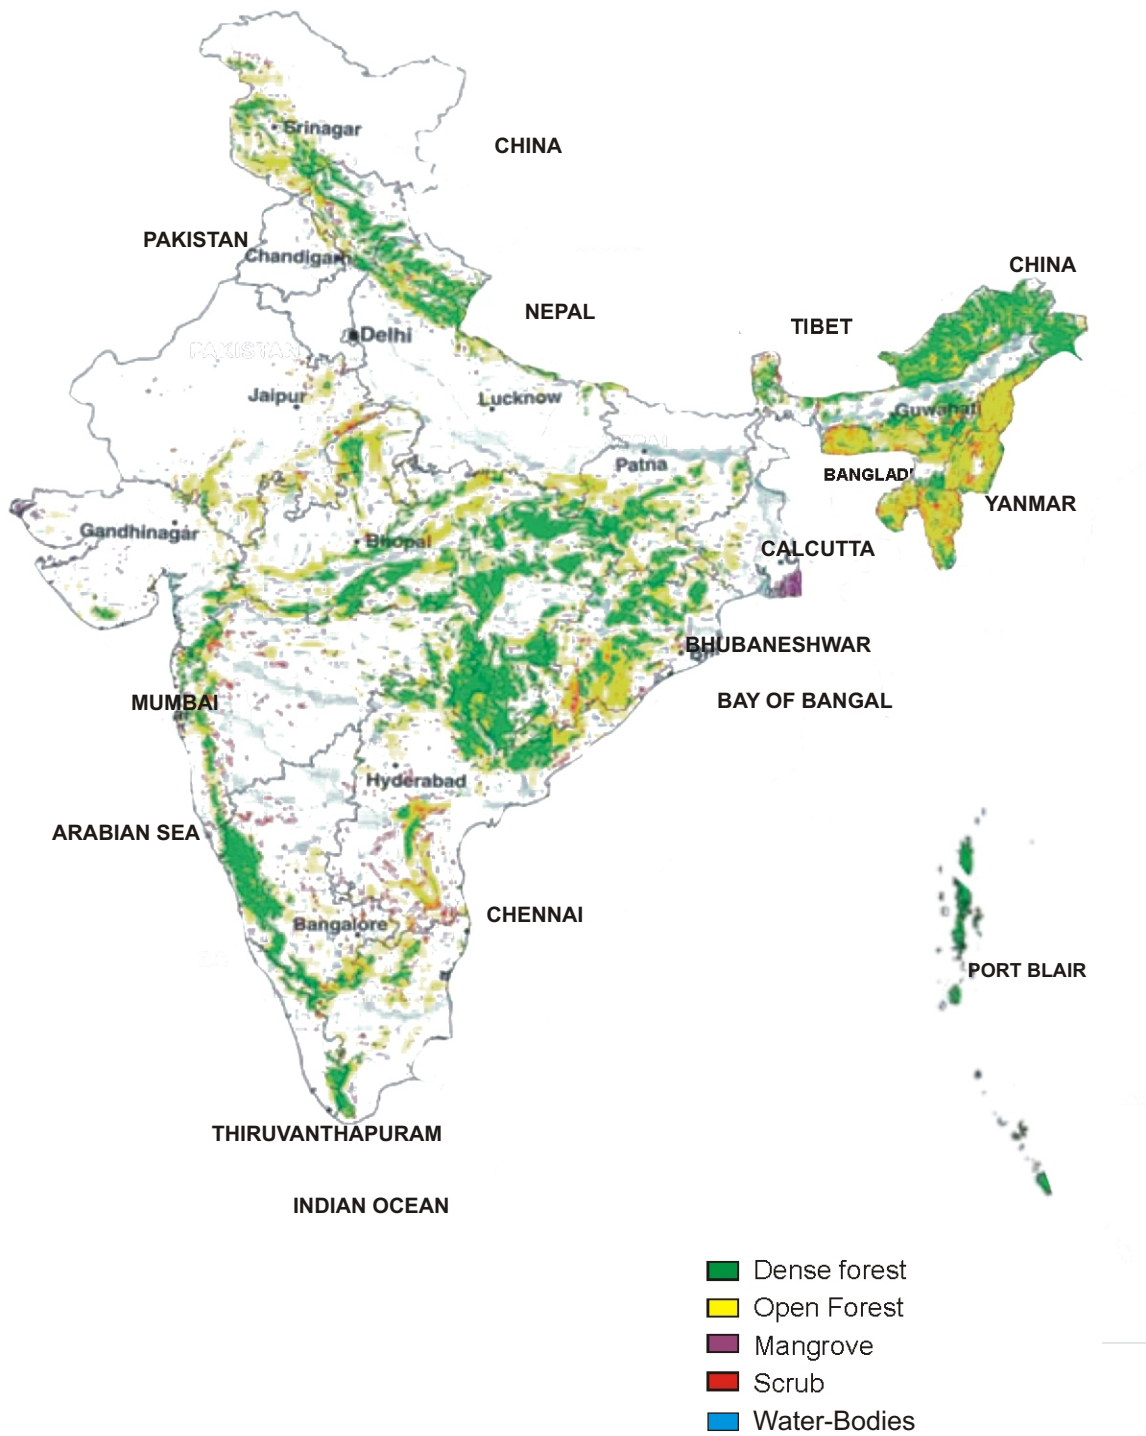 Srinagar
CHINA
PAKISTAN
Chandigarh
CHINA
NEPAL
TIBET
Delhi
PAKISTAN
Jaipur
Lucknow
Guwahati
Patna
BANGLAD
YANMAR
Gandhinagar
Bhopal
CALCUTTA
BHUBANESHWAR
MUMBAI
BAY OF BANGAL
Hyderabad
ARABIAN SEA
CHENNAI
Bangalore
PORT BLAIR
THIRUVANTHAPURAM
INDIAN OCEAN
Dense forest
Open Forest
Mangrove
Scrub
Water-Bodies